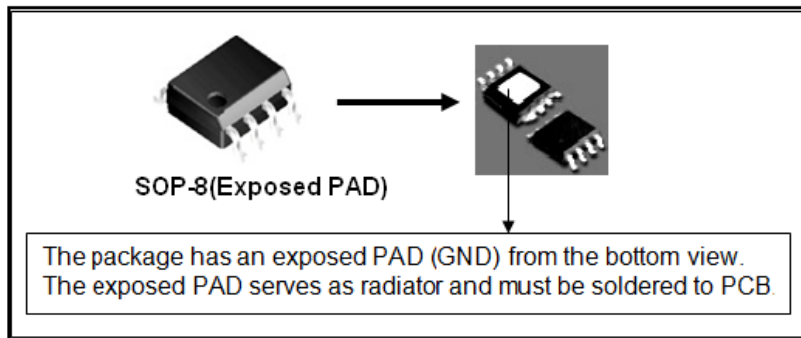 SOP-8(Exposed PAD)
The package has an exposed PAD (GND) from the bottom view.
The exposed PAD serves as radiator and must be soldered to PCB.